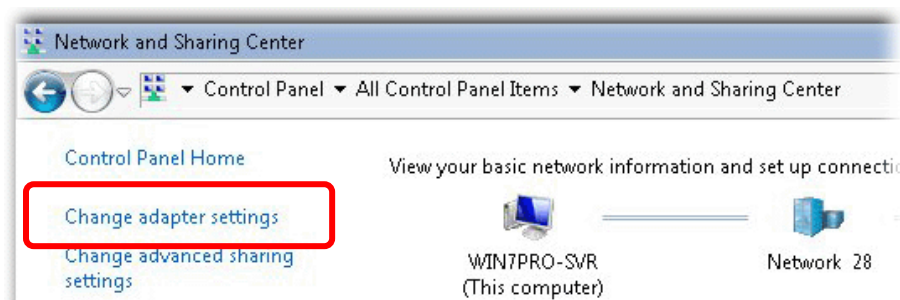 Network and Sharing Center
Control Panel All Control Panel Items Network and Sharing Center
Control Panel Home
View your basic network information and set up connecti
Change adapter settings
Change advanced sharing
settings
WIN7PRO-SVR
(This computer)
Network 28